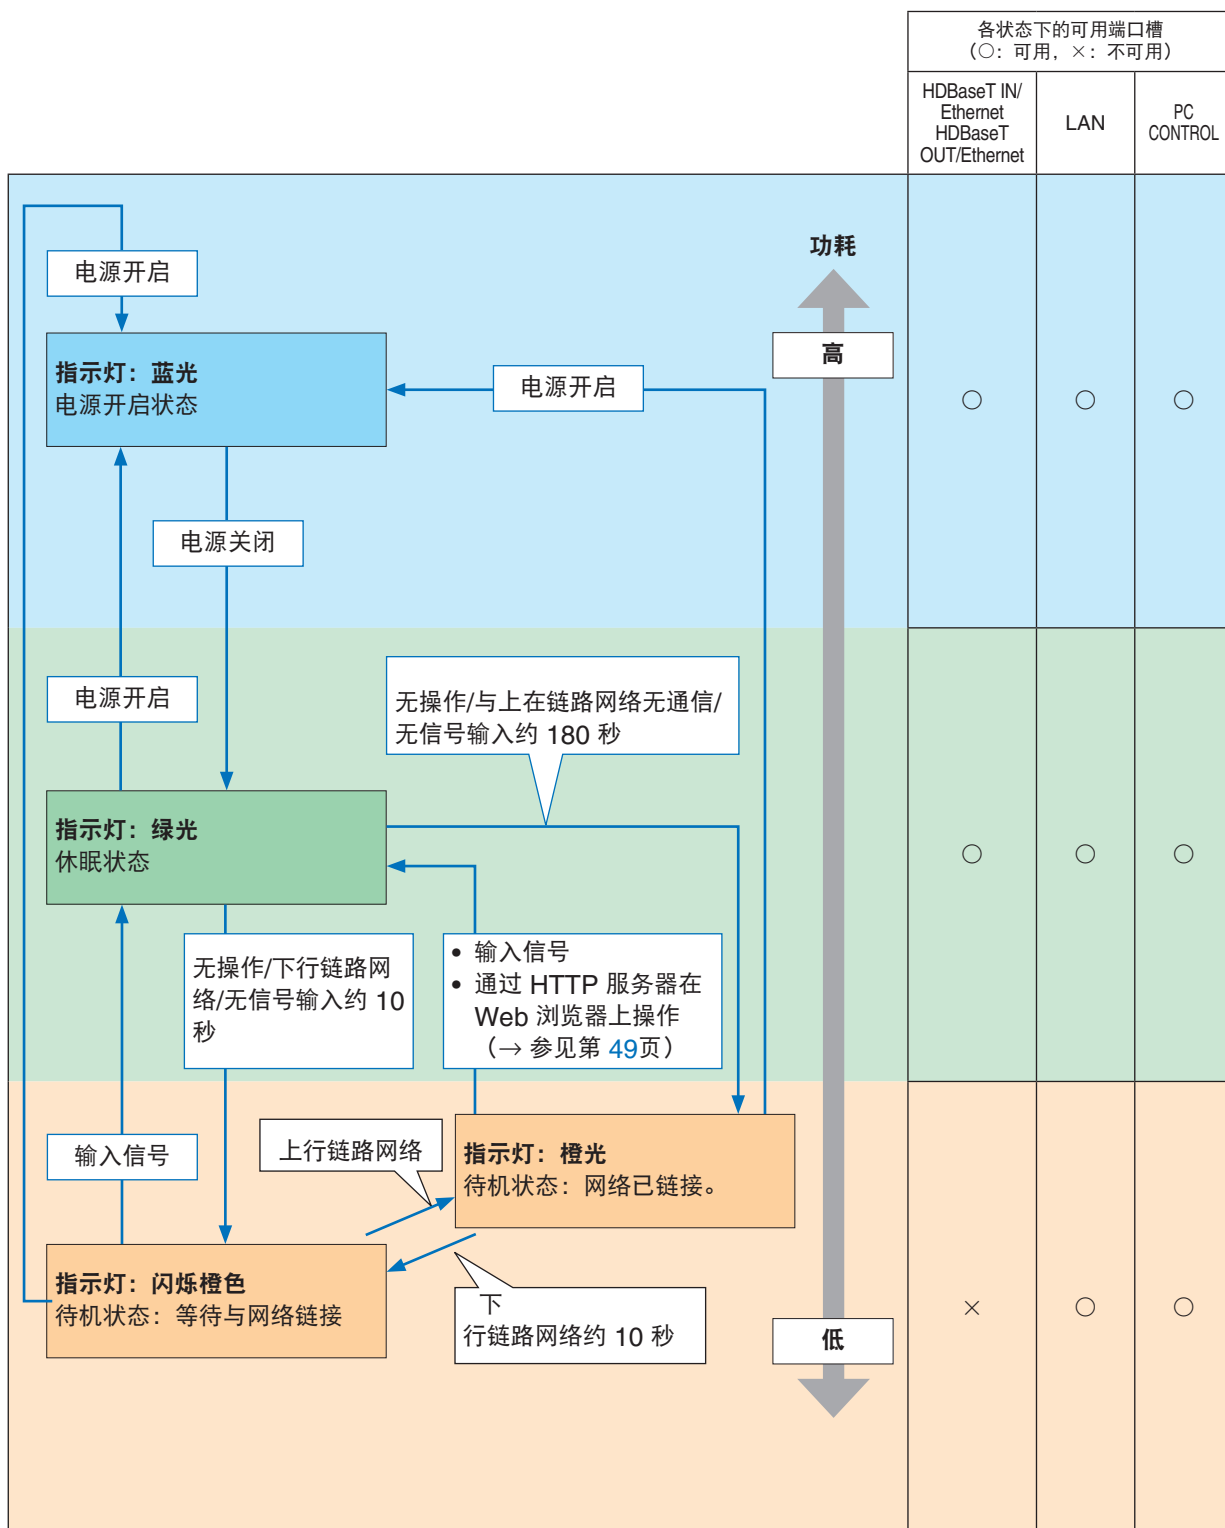 各状态下的可用端口槽
（○：可用，×：不可用）
HDBaseT IN/
Ethernet
HDBaseT
OUT/Ethernet
LAN
PC
CONTROL
功耗
电源开启
高
指示灯：蓝光
电源开启状态
电源开启
○ ○ ○
电源关闭
电源开启
无操作/与上在链路网络无通信/
无信号输入约 180 秒
指示灯：绿光
休眠状态
○ ○ ○
无操作/下行链路网
络/无信号输入约 10
秒
• 输入信号
• 通过 HTTP 服务器在
Web 浏览器上操作
（→ 参见第 49页）
输入信号
上行链路网络
指示灯：橙光
待机状态：网络已链接。
指示灯：闪烁橙色
待机状态：等待与网络链接
下
行链路网络约 10 秒
低
× ○ ○